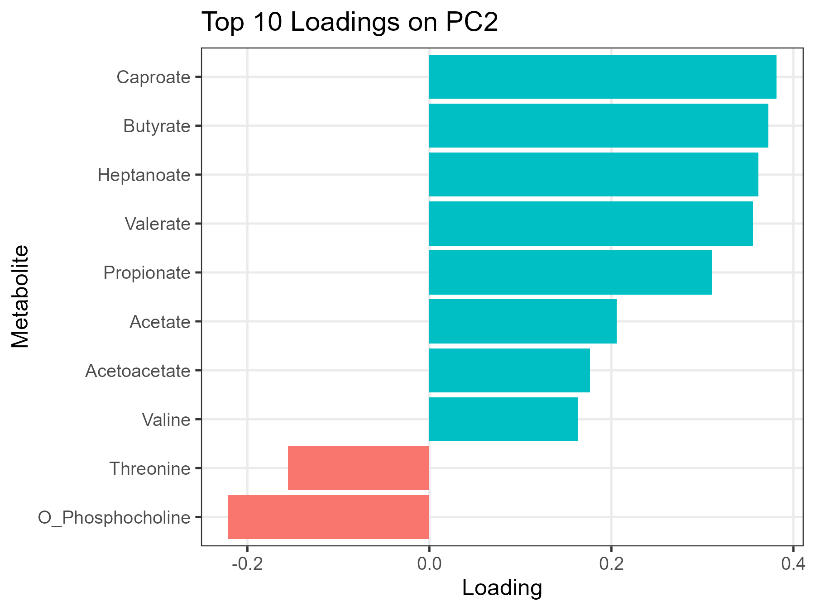 Top 10 Loadings on PC2
Metabolite
Caproate
Butyrate
Heptanoate
Valerate
Propionate
Acetate
Acetoacetate
Valine
Threonine
O_Phosphocholine
-0.2 0.0 0.2 0.4
Loading